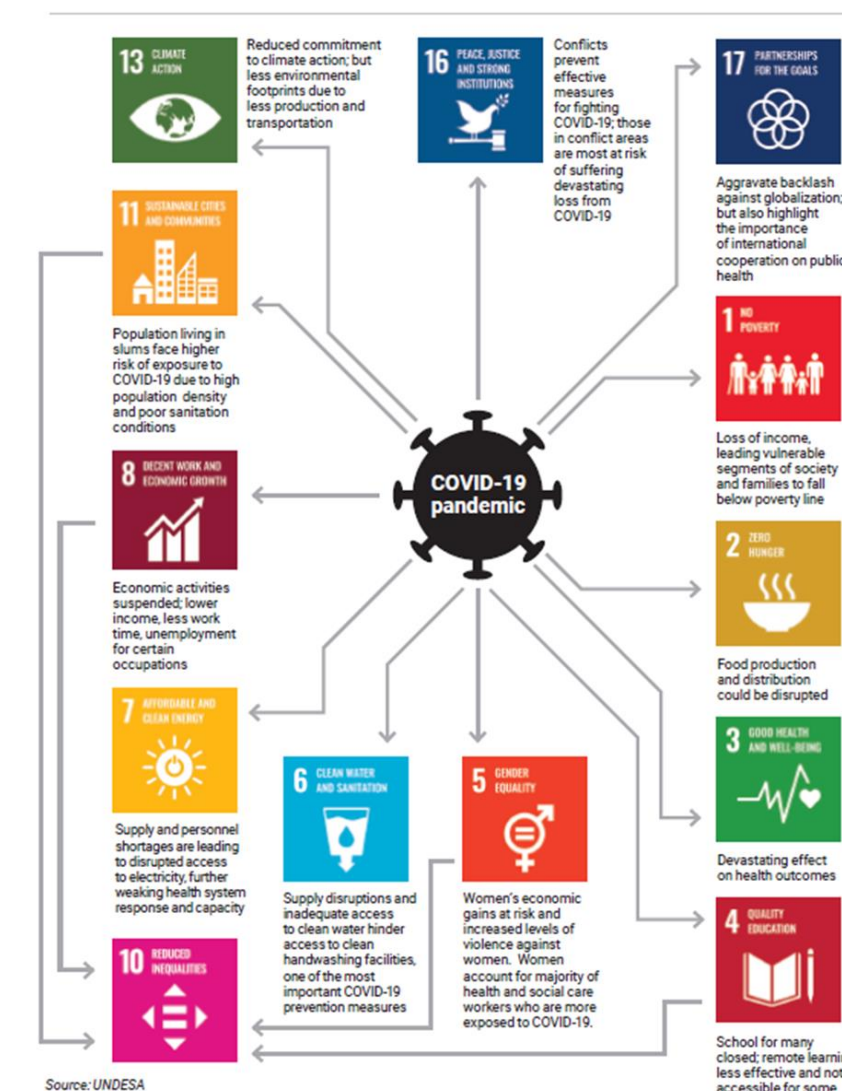 13 CLIMATE
ACTION
Reduced commitment
to climate action; but
less environmental
footprints due to
less production and
transportation
16 PEACE, JUSTICE
AND STRONG
INSTITUTIONS
Conflicts
prevent
effective
measures
for fighting
COVID-19; those
in conflict areas
are most at risk
of suffering
devastating
loss from
COVID-19
17 PARTNERSHIPS
FOR THE GOALS
Aggravate backlash
against globalization;
but also highlight
the importance
of international
cooperation on public
health
11 SUSTAINABLE CITIES
AND COMMUNITIES
Population living in
slums face higher
risk of exposure to
COVID-19 due to high
population density
and poor sanitation
conditions
1 NO
POVERTY
Loss of income,
leading vulnerable
segments of society
and families to fall
below poverty line
COVID-19
pandemic
8 DECENT WORK AND
ECONOMIC GROWTH
Economic activities
suspended; lower
income, less work
time, unemployment
for certain
occupations
2 ZERO
HUNGER
Food production
and distribution
could be disrupted
7 AFFORDABLE AND
CLEAN ENERGY
Supply and personnel
shortages are leading
to disrupted access
to electricity, further
weaking health system
response and capacity
6 CLEAN WATER
AND SANITATION
Supply disruptions and
inadequate access
to clean water hinder
access to clean
handwashing facilities,
one of the most
important COVID-19
prevention measures
5 GENDER
EQUALITY
Women's economic
gains at risk and
increased levels of
violence against
women. Women
account for majority of
health and social care
workers who are more
exposed to COVID-19.
3 GOOD HEALTH
AND WELL-BEING
Devastating effect
on health outcomes
4 QUALITY
EDUCATION
School for many
closed; remote learnin
less effective and not
accessible for some
10 REDUCED
INEQUALITIES
Source: UNDESA